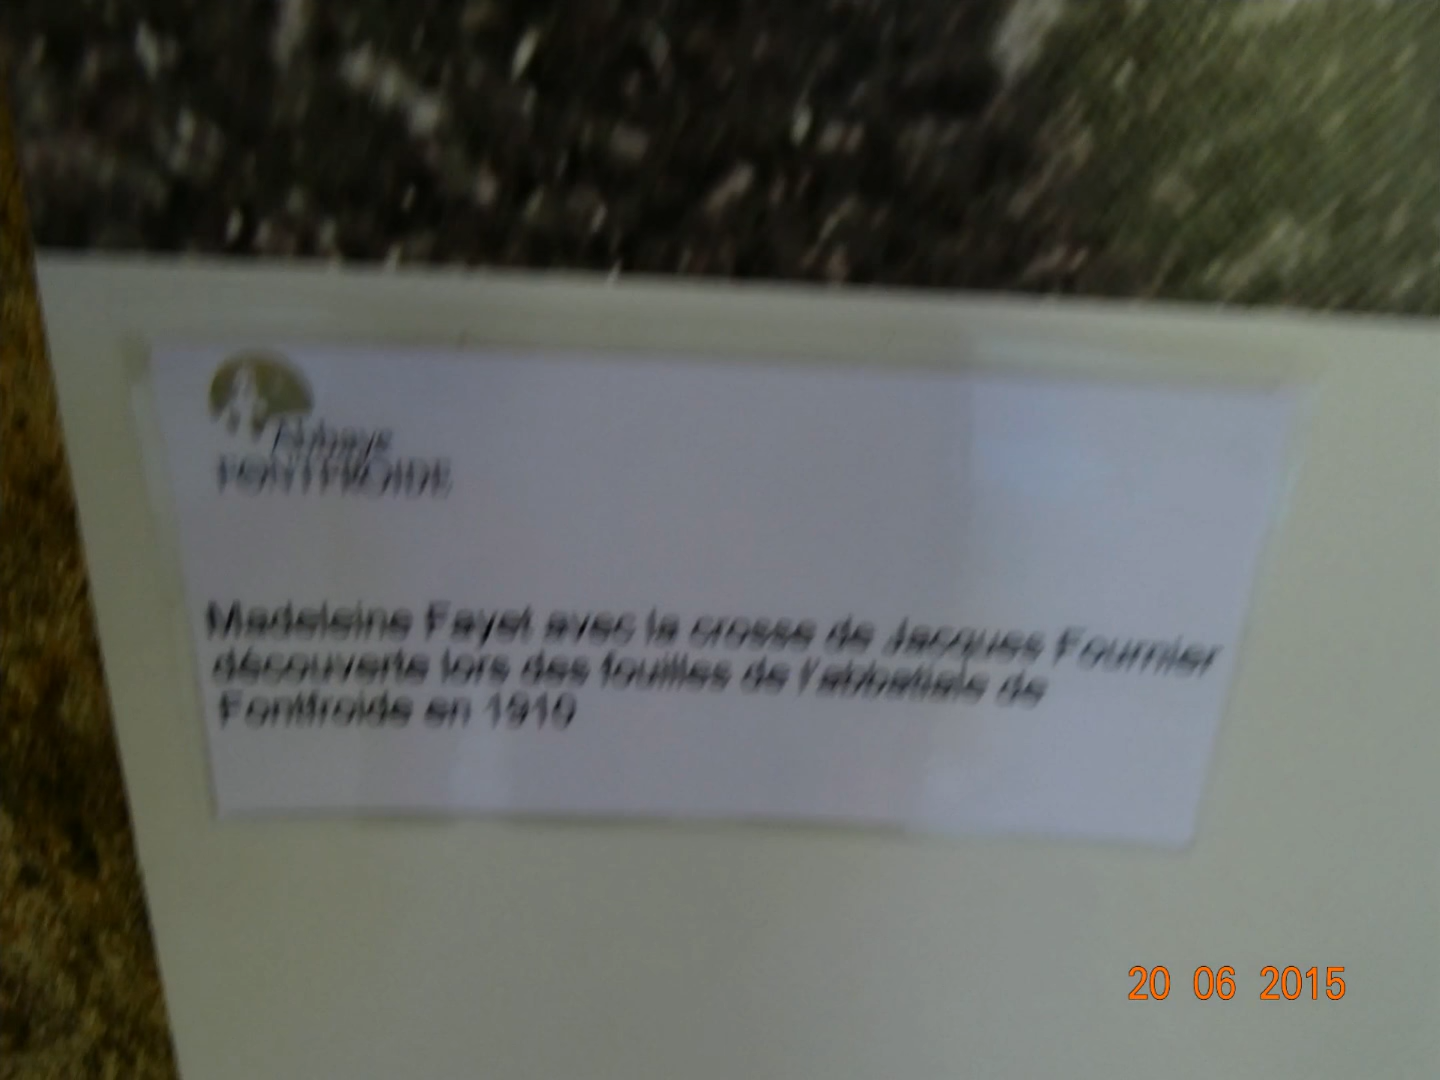 Abbaye
FONTFROIDE
Madeleine Fayet avec la crosse de Jacques Fournier
découverte lors des fouilles de l'abbatiale de
Fontfroide en 1910
20 06 2015